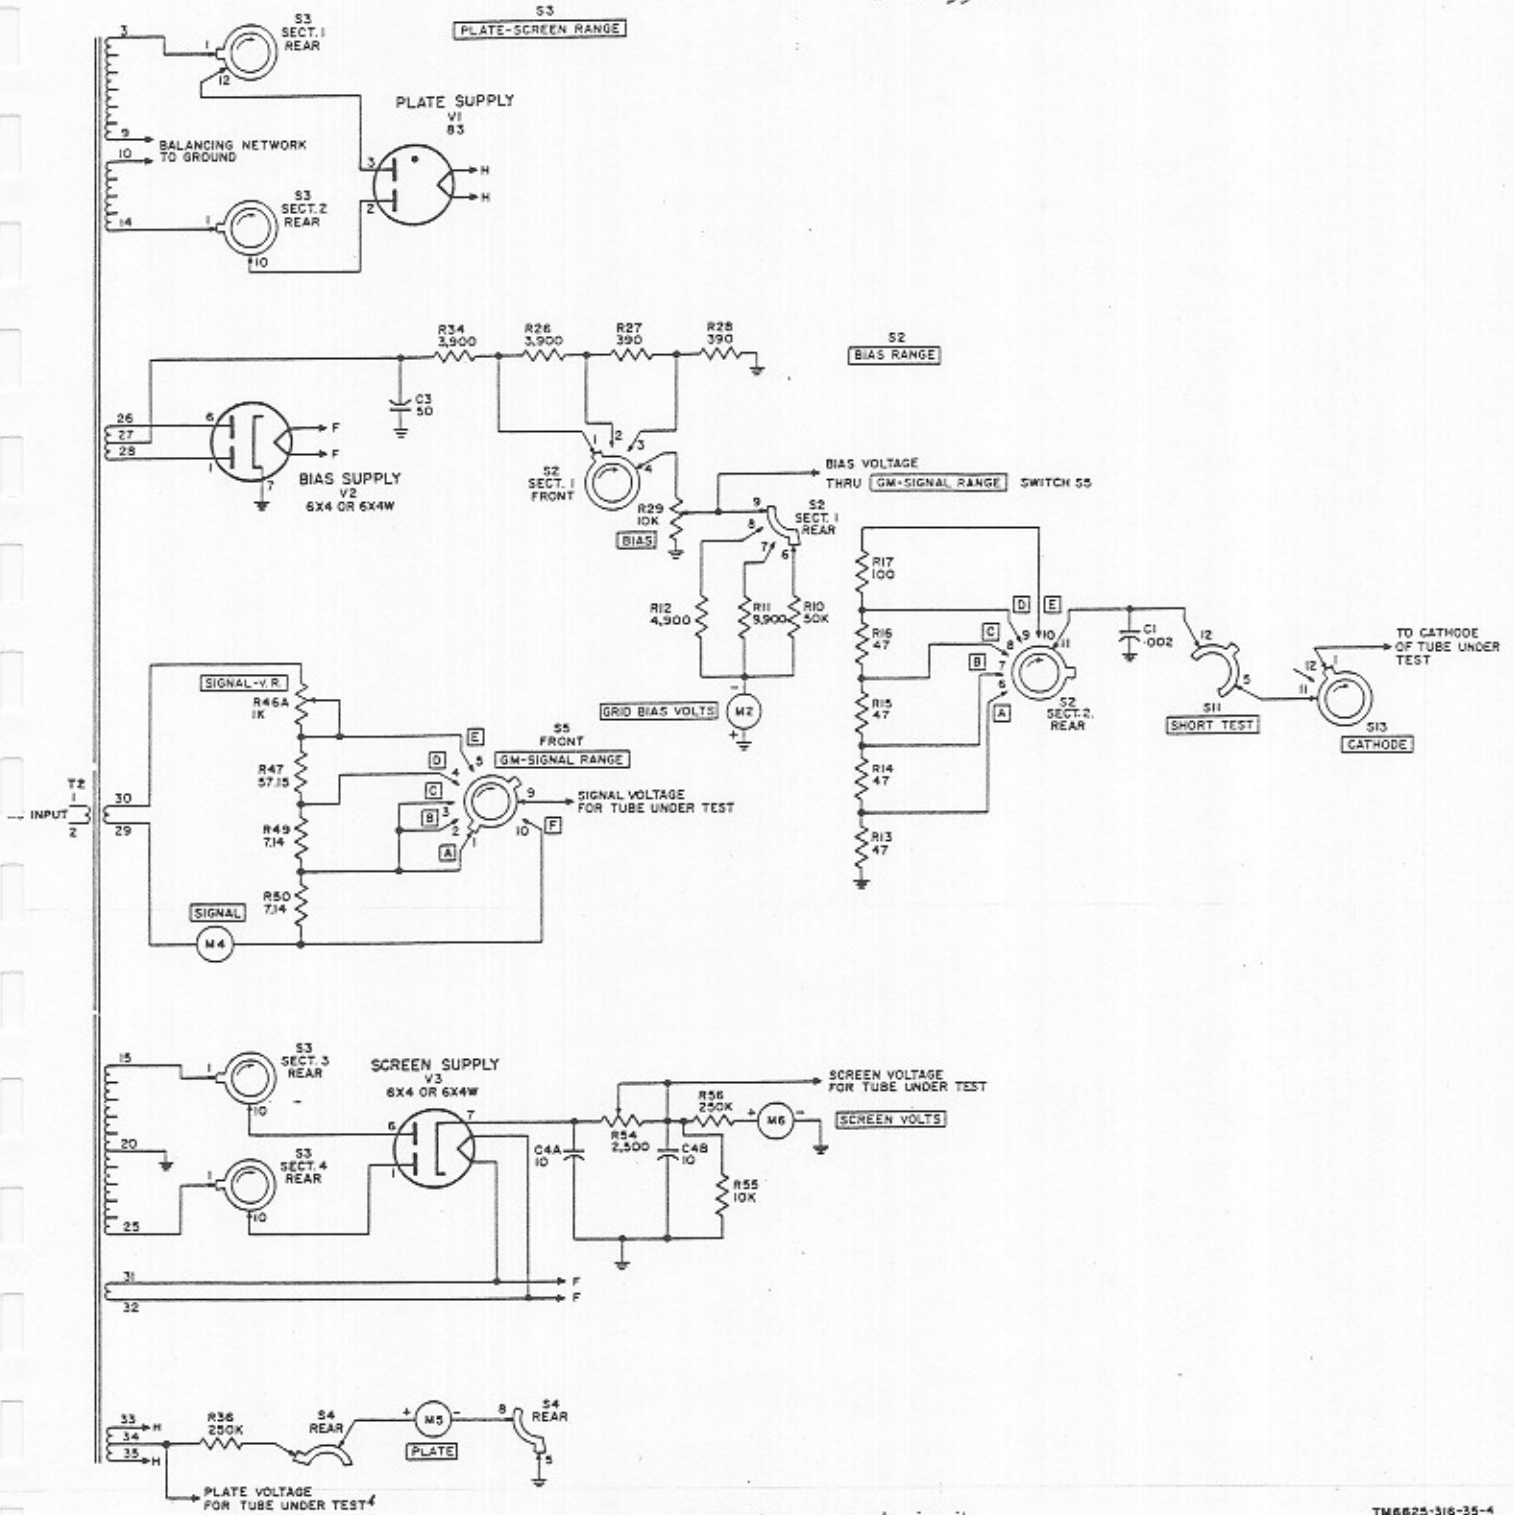 S3
PLATE-SCREEN RANGE
3
1
S3
SECT. 1
REAR
12
9
BALANCING NETWORK
TO GROUND
10
PLATE SUPPLY
V1
83
3
2
H
H
S3
SECT. 2
REAR
14
1
10
R34
3,900
R26
3,900
R27
390
R28
390
S2
BIAS RANGE
C3
50
26
27
28
6
1
7
F
F
BIAS SUPPLY
V2
6X4 OR 6X4W
1
2
3
4
S2
SECT. 1
FRONT
BIAS VOLTAGE
THRU GM-SIGNAL RANGE SWITCH S5
R29
10K
BIAS
9
8
7
6
S2
SECT. 1
REAR
R12
4,900
R11
9,900
R10
50K
-
M2
+
GRID BIAS VOLTS
R17
100
R16
47
R15
47
R14
47
R13
47
D
E
C
B
A
9
10
11
8
7
6
S2
SECT. 2.
REAR
C1
.002
12
5
S11
SHORT TEST
12
1
11
S13
CATHODE
TO CATHODE
OF TUBE UNDER
TEST
SIGNAL-V.R.
R46A
1K
R47
57.15
R49
7.14
R50
7.14
T2
1
INPUT
2
30
29
SIGNAL
M4
E
D
C
B
A
F
5
4
3
2
1
9
10
S5
FRONT
GM-SIGNAL RANGE
SIGNAL VOLTAGE
FOR TUBE UNDER TEST
15
1
S3
SECT. 3
REAR
10
20
S3
SECT. 4
REAR
1
10
25
SCREEN SUPPLY
V3
6X4 OR 6X4W
6
7
1
C4A
10
R54
2,500
C4B
10
R56
250K
R55
10K
+
M6
-
SCREEN VOLTS
SCREEN VOLTAGE
FOR TUBE UNDER TEST
31
32
F
F
33
34
35
H
H
R36
250K
S4
REAR
+
M5
-
PLATE
8
S4
REAR
5
PLATE VOLTAGE
FOR TUBE UNDER TEST
TM6625-316-35-4